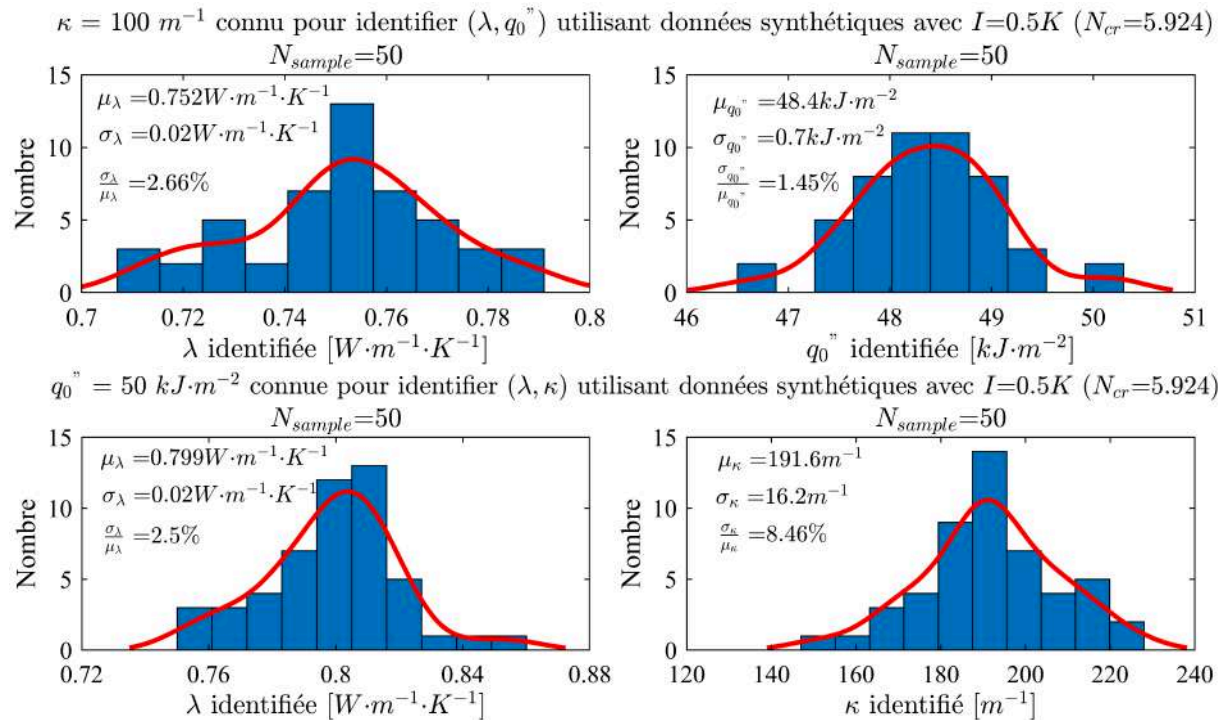 κ = 100 m⁻¹ connu pour identifier (λ, q₀”) utilisant données synthétiques avec I=0.5K (N_cr=5.924)
N_sample=50
N_sample=50
15
10
5
0
Nombre
μ_λ=0.752W·m⁻¹·K⁻¹
σ_λ=0.02W·m⁻¹·K⁻¹
σ_λ/μ_λ=2.66%
0.7 0.72 0.74 0.76 0.78 0.8
λ identifiée [W·m⁻¹·K⁻¹]
15
10
5
0
Nombre
μ_q₀”=48.4kJ·m⁻²
σ_q₀”=0.7kJ·m⁻²
σ_q₀”/μ_q₀”=1.45%
46 47 48 49 50 51
q₀” identifiée [kJ·m⁻²]
q₀” = 50 kJ·m⁻² connue pour identifier (λ, κ) utilisant données synthétiques avec I=0.5K (N_cr=5.924)
N_sample=50
N_sample=50
15
10
5
0
Nombre
μ_λ=0.799W·m⁻¹·K⁻¹
σ_λ=0.02W·m⁻¹·K⁻¹
σ_λ/μ_λ=2.5%
0.72 0.76 0.8 0.84 0.88
λ identifiée [W·m⁻¹·K⁻¹]
15
10
5
0
Nombre
μ_κ=191.6m⁻¹
σ_κ=16.2m⁻¹
σ_κ/μ_κ=8.46%
120 140 160 180 200 220 240
κ identifié [m⁻¹]